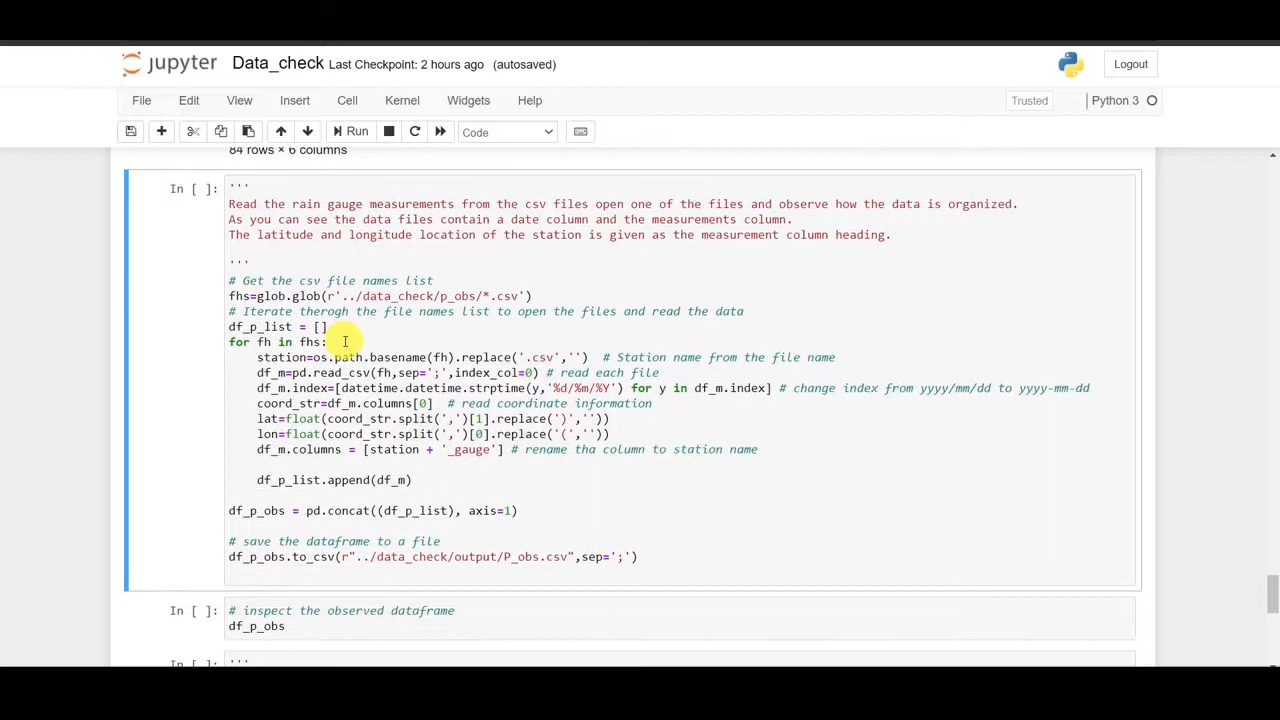 jupyter Data_check Last Checkpoint: 2 hours ago (autosaved)
Logout
File Edit View Insert Cell Kernel Widgets Help
Trusted Python 3
Run Code
84 rows × 6 columns
In [ ]: '''
Read the rain gauge measurements from the csv files open one of the files and observe how the data is organized.
As you can see the data files contain a date column and the measurements column.
The latitude and longitude location of the station is given as the measurement column heading.
'''
# Get the csv file names list
fhs=glob.glob(r'../data_check/p_obs/*.csv')
# Iterate therogh the file names list to open the files and read the data
df_p_list = []
for fh in fhs:
station=os.path.basename(fh).replace('.csv','') # Station name from the file name
df_m=pd.read_csv(fh,sep=';',index_col=0) # read each file
df_m.index=[datetime.datetime.strptime(y,'%d/%m/%Y') for y in df_m.index] # change index from yyyy/mm/dd to yyyy-mm-dd
coord_str=df_m.columns[0] # read coordinate information
lat=float(coord_str.split(',')[1].replace(')',''))
lon=float(coord_str.split(',')[0].replace('(',''))
df_m.columns = [station + '_gauge'] # rename tha column to station name
df_p_list.append(df_m)
df_p_obs = pd.concat((df_p_list), axis=1)
# save the dataframe to a file
df_p_obs.to_csv(r"../data_check/output/P_obs.csv",sep=';')
In [ ]: # inspect the observed dataframe
df_p_obs
In [ ]: '''